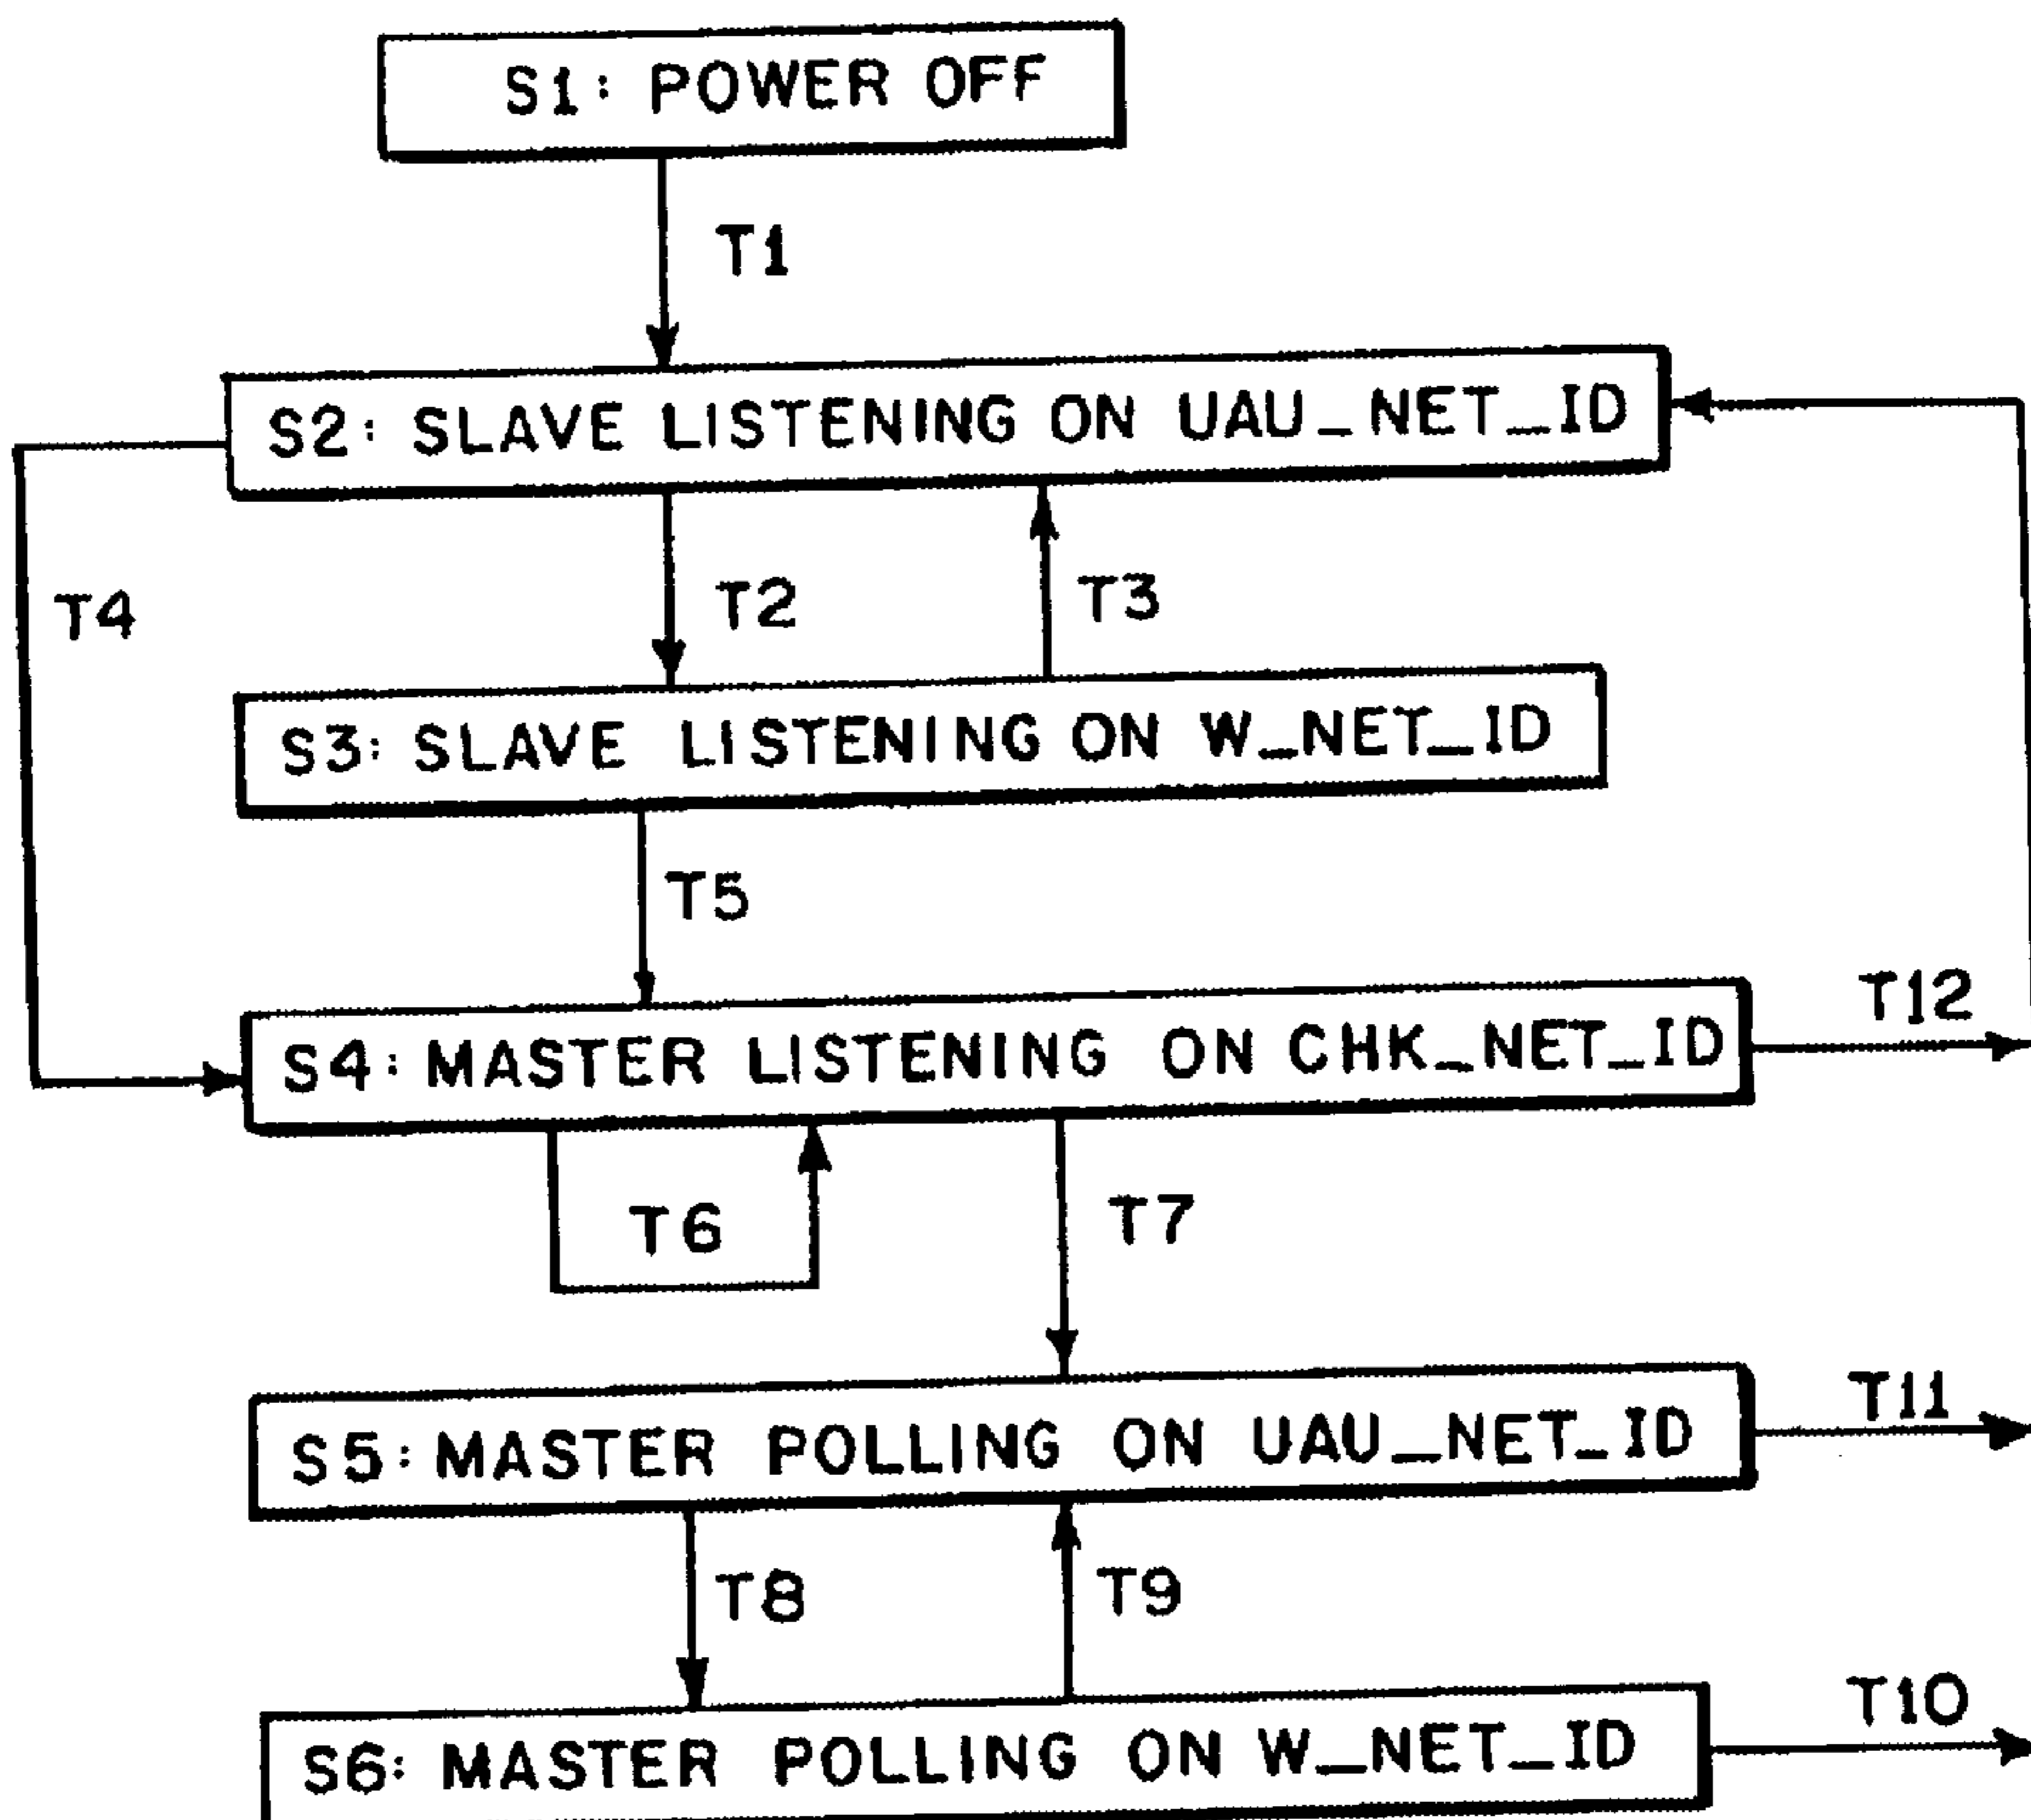 S1: POWER OFF
T1
S2: SLAVE LISTENING ON UAU_NET_ID
T4
T2
T3
S3: SLAVE LISTENING ON W_NET_ID
T5
T12
S4: MASTER LISTENING ON CHK_NET_ID
T6
T7
T11
S5: MASTER POLLING ON UAU_NET_ID
T8
T9
T10
S6: MASTER POLLING ON W_NET_ID